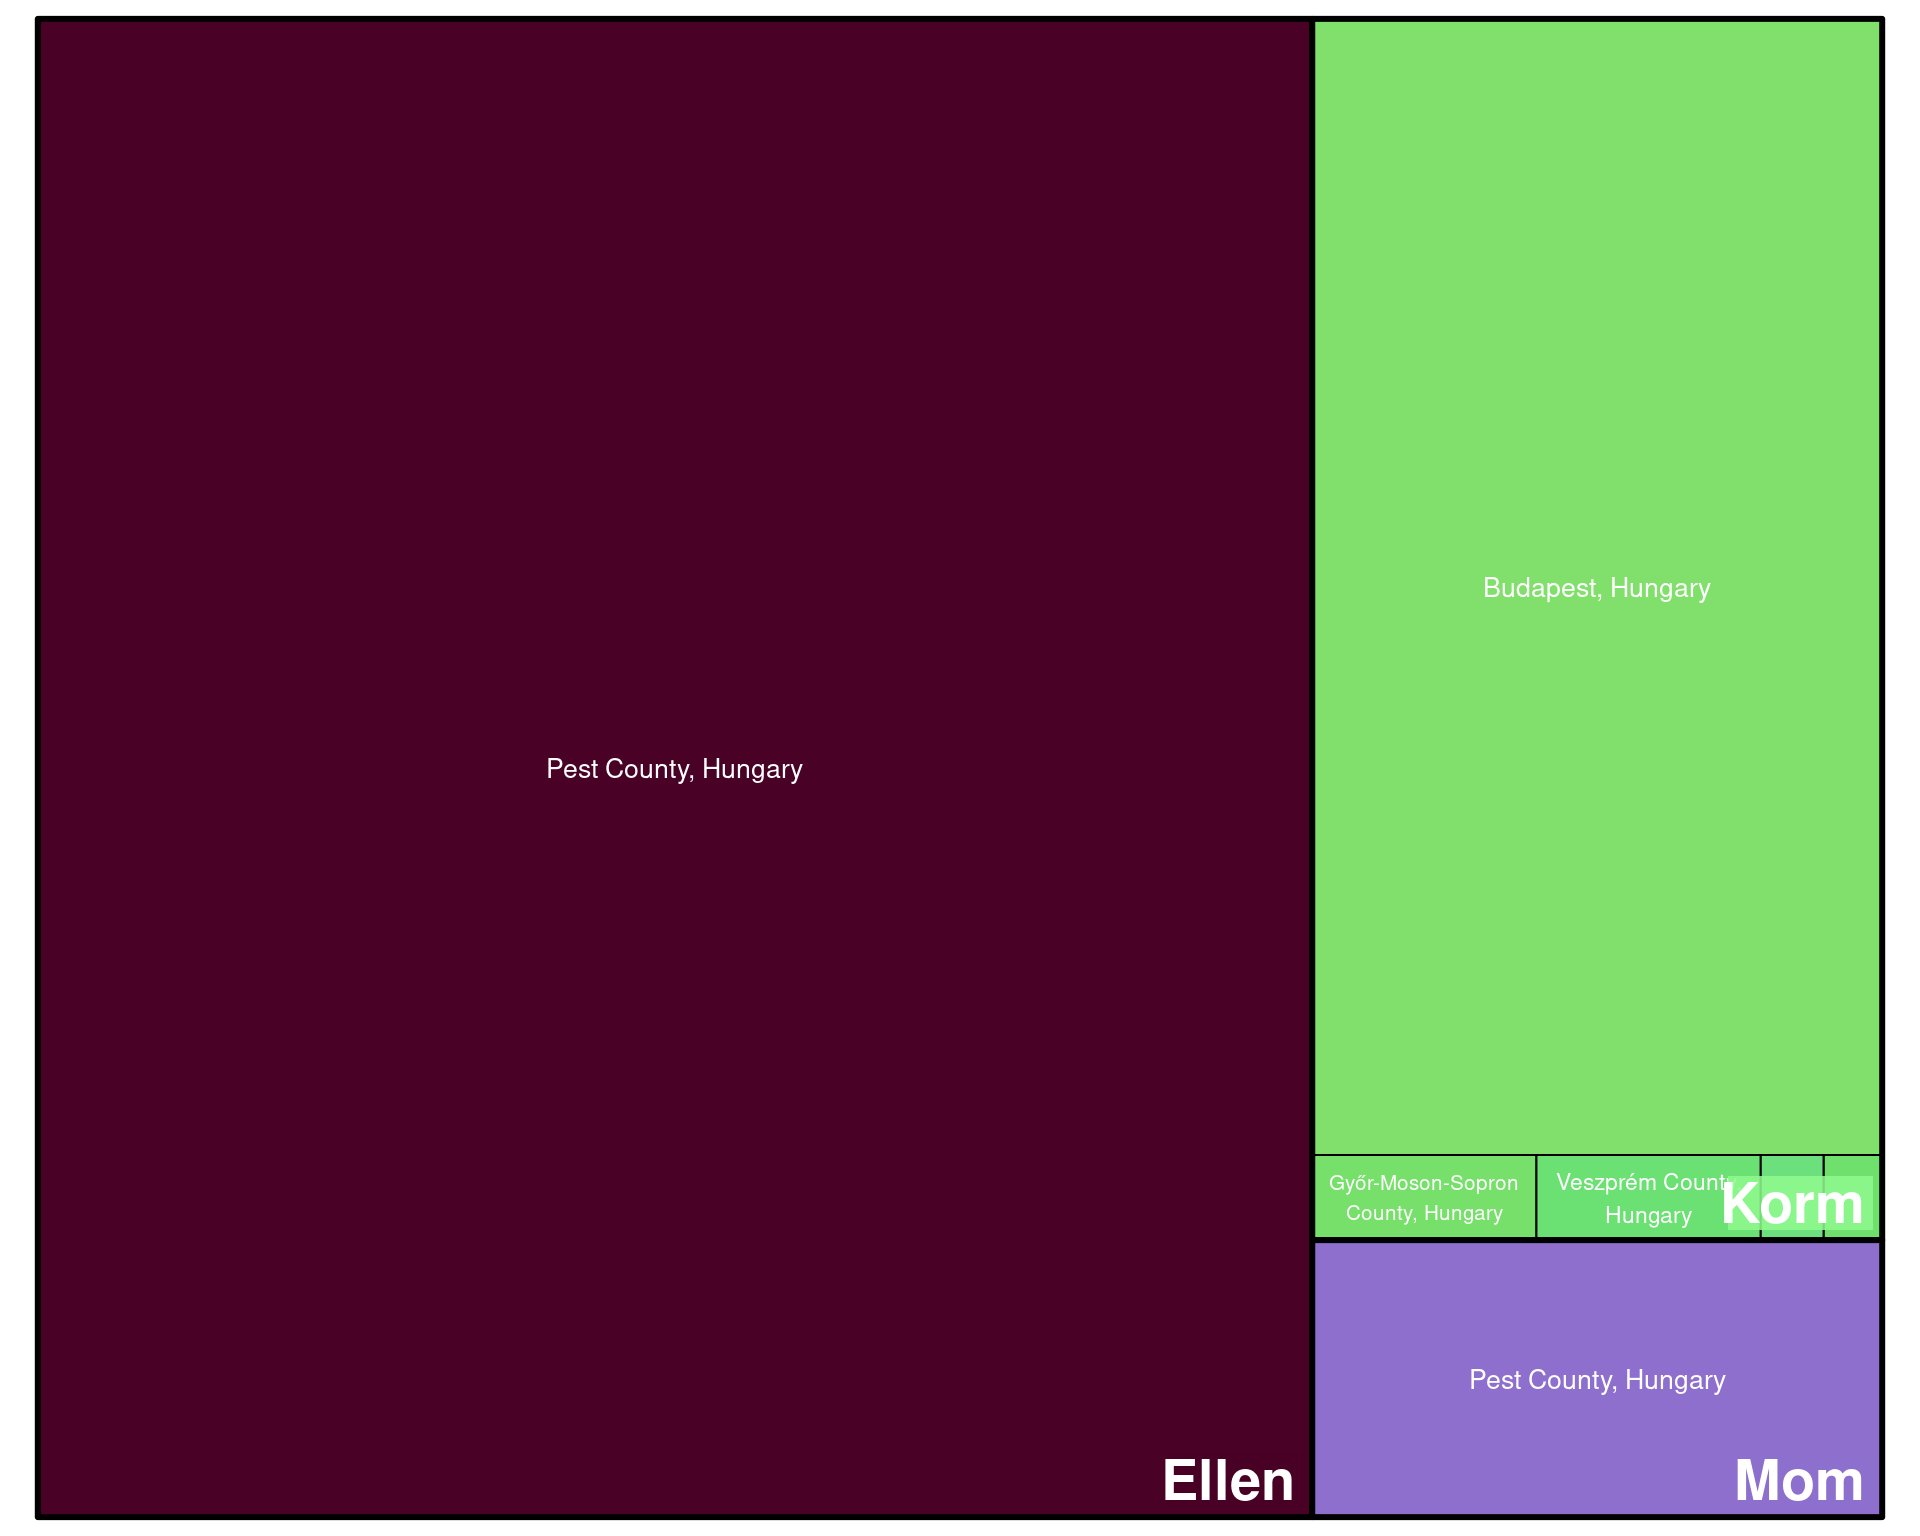 Pest County, Hungary
Ellen
Budapest, Hungary
Győr-Moson-Sopron
County, Hungary
Veszprém Count
Hungary
Korm
Pest County, Hungary
Mom